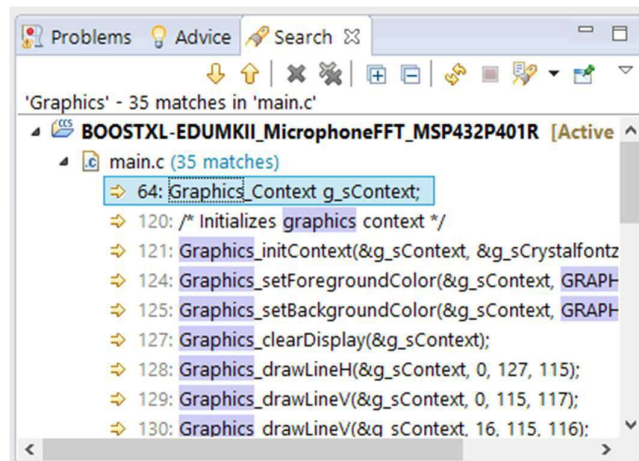 Problems Advice Search
'Graphics' - 35 matches in 'main.c'
CCS BOOSTXL-EDUMKII_MicrophoneFFT_MSP432P401R [Active
.c main.c (35 matches)
64: Graphics_Context g_sContext;
120: /* Initializes graphics context */
121: Graphics_initContext(&g_sContext, &g_sCrystalfontz
124: Graphics_setForegroundColor(&g_sContext, GRAPH
125: Graphics_setBackgroundColor(&g_sContext, GRAPH
127: Graphics_clearDisplay(&g_sContext);
128: Graphics_drawLineH(&g_sContext, 0, 127, 115);
129: Graphics_drawLineV(&g_sContext, 0, 115, 117);
130: Graphics_drawLineV(&g_sContext, 16, 115, 116);